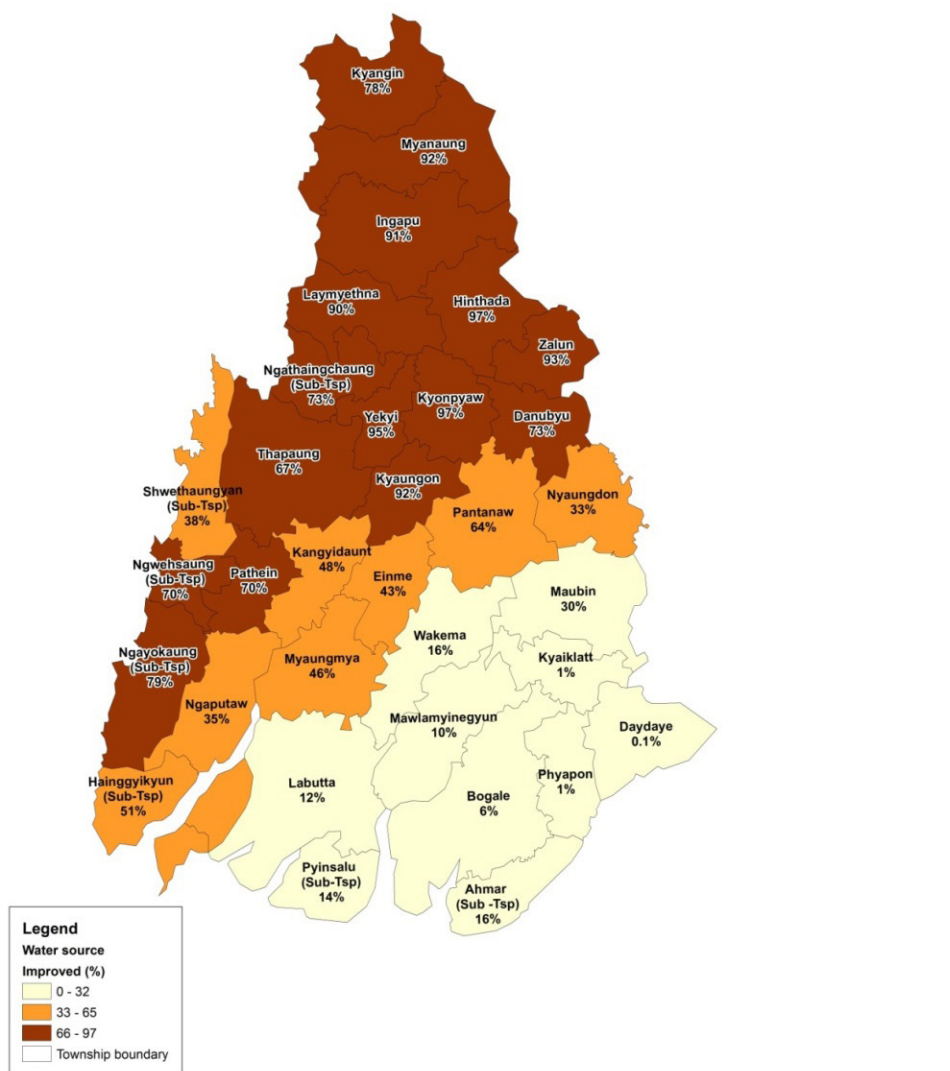 Kyangin
78%
Myanaung
92%
Ingapu
91%
Laymyethna
90%
Hinthada
97%
Zalun
93%
Ngathaingchaung
(Sub-Tsp)
73%
Yekyi
95%
Kyonpyaw
97%
Danubyu
73%
Thapaung
67%
Kyaungon
92%
Shwethaungyan
(Sub-Tsp)
38%
Pantanaw
64%
Nyaungdon
33%
Ngwehsaung
(Sub-Tsp)
70%
Pathein
70%
Kangyidaunt
48%
Einme
43%
Maubin
30%
Wakema
16%
Kyaiklatt
1%
Ngayokaung
(Sub-Tsp)
79%
Myaungmya
46%
Ngaputaw
35%
Mawlamyinegyun
10%
Daydaye
0.1%
Hainggyikyun
(Sub-Tsp)
51%
Labutta
12%
Bogale
6%
Phyapon
1%
Pyinsalu
(Sub-Tsp)
14%
Ahmar
(Sub -Tsp)
16%
Legend
Water source
Improved (%)
0 - 32
33 - 65
66 - 97
Township boundary